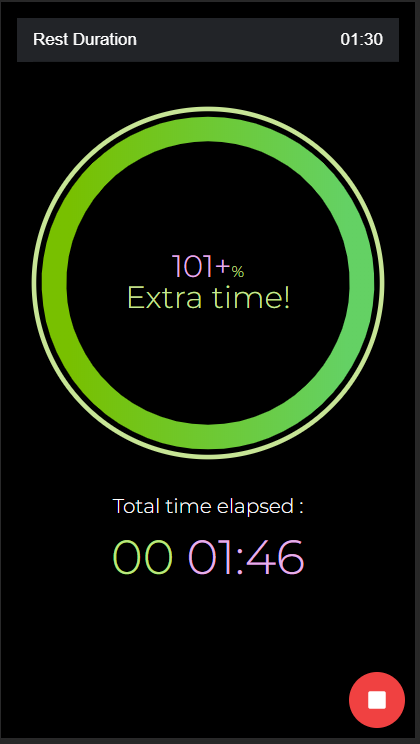 Rest Duration 01:30
101+%
Extra time!
Total time elapsed :
00 01:46